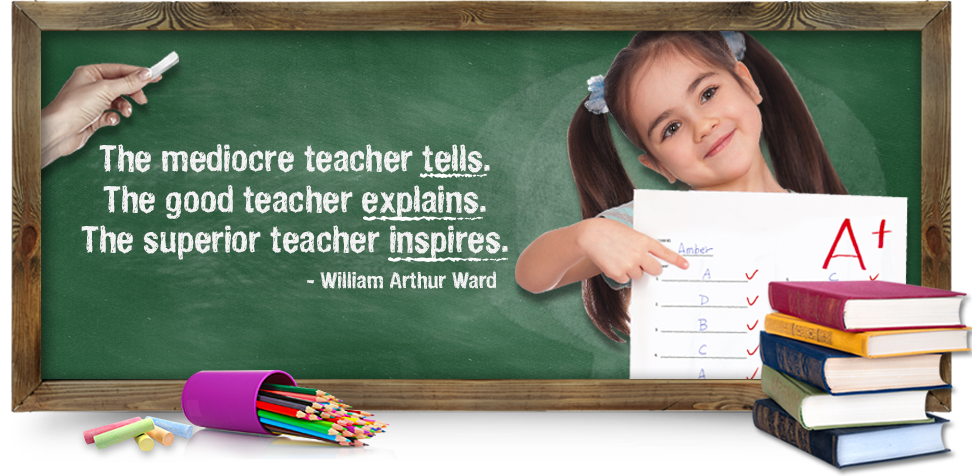 The mediocre teacher tells.
The good teacher explains.
The superior teacher inspires.
- William Arthur Ward
A+
Amber
A
C
D
B
C
A